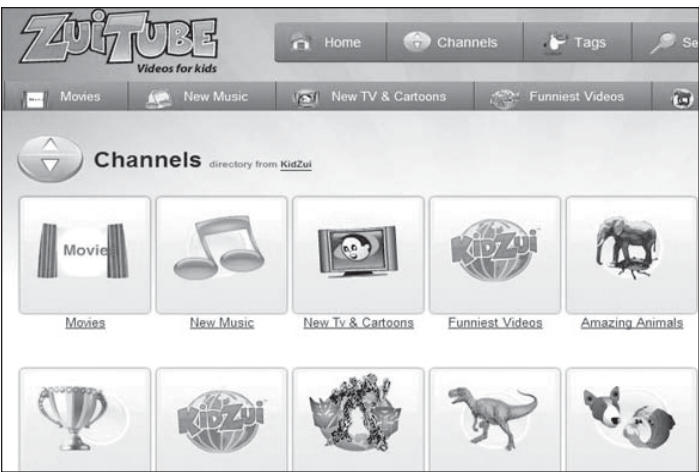 ZUITUBE
Videos for kids
Home Channels Tags Se
Movies New Music New TV & Cartoons Funniest Videos
Channels directory from KidZui
Movie
KIDZUI
Movies New Music New Tv & Cartoons Funniest Videos Amazing Animals
KIDZUI